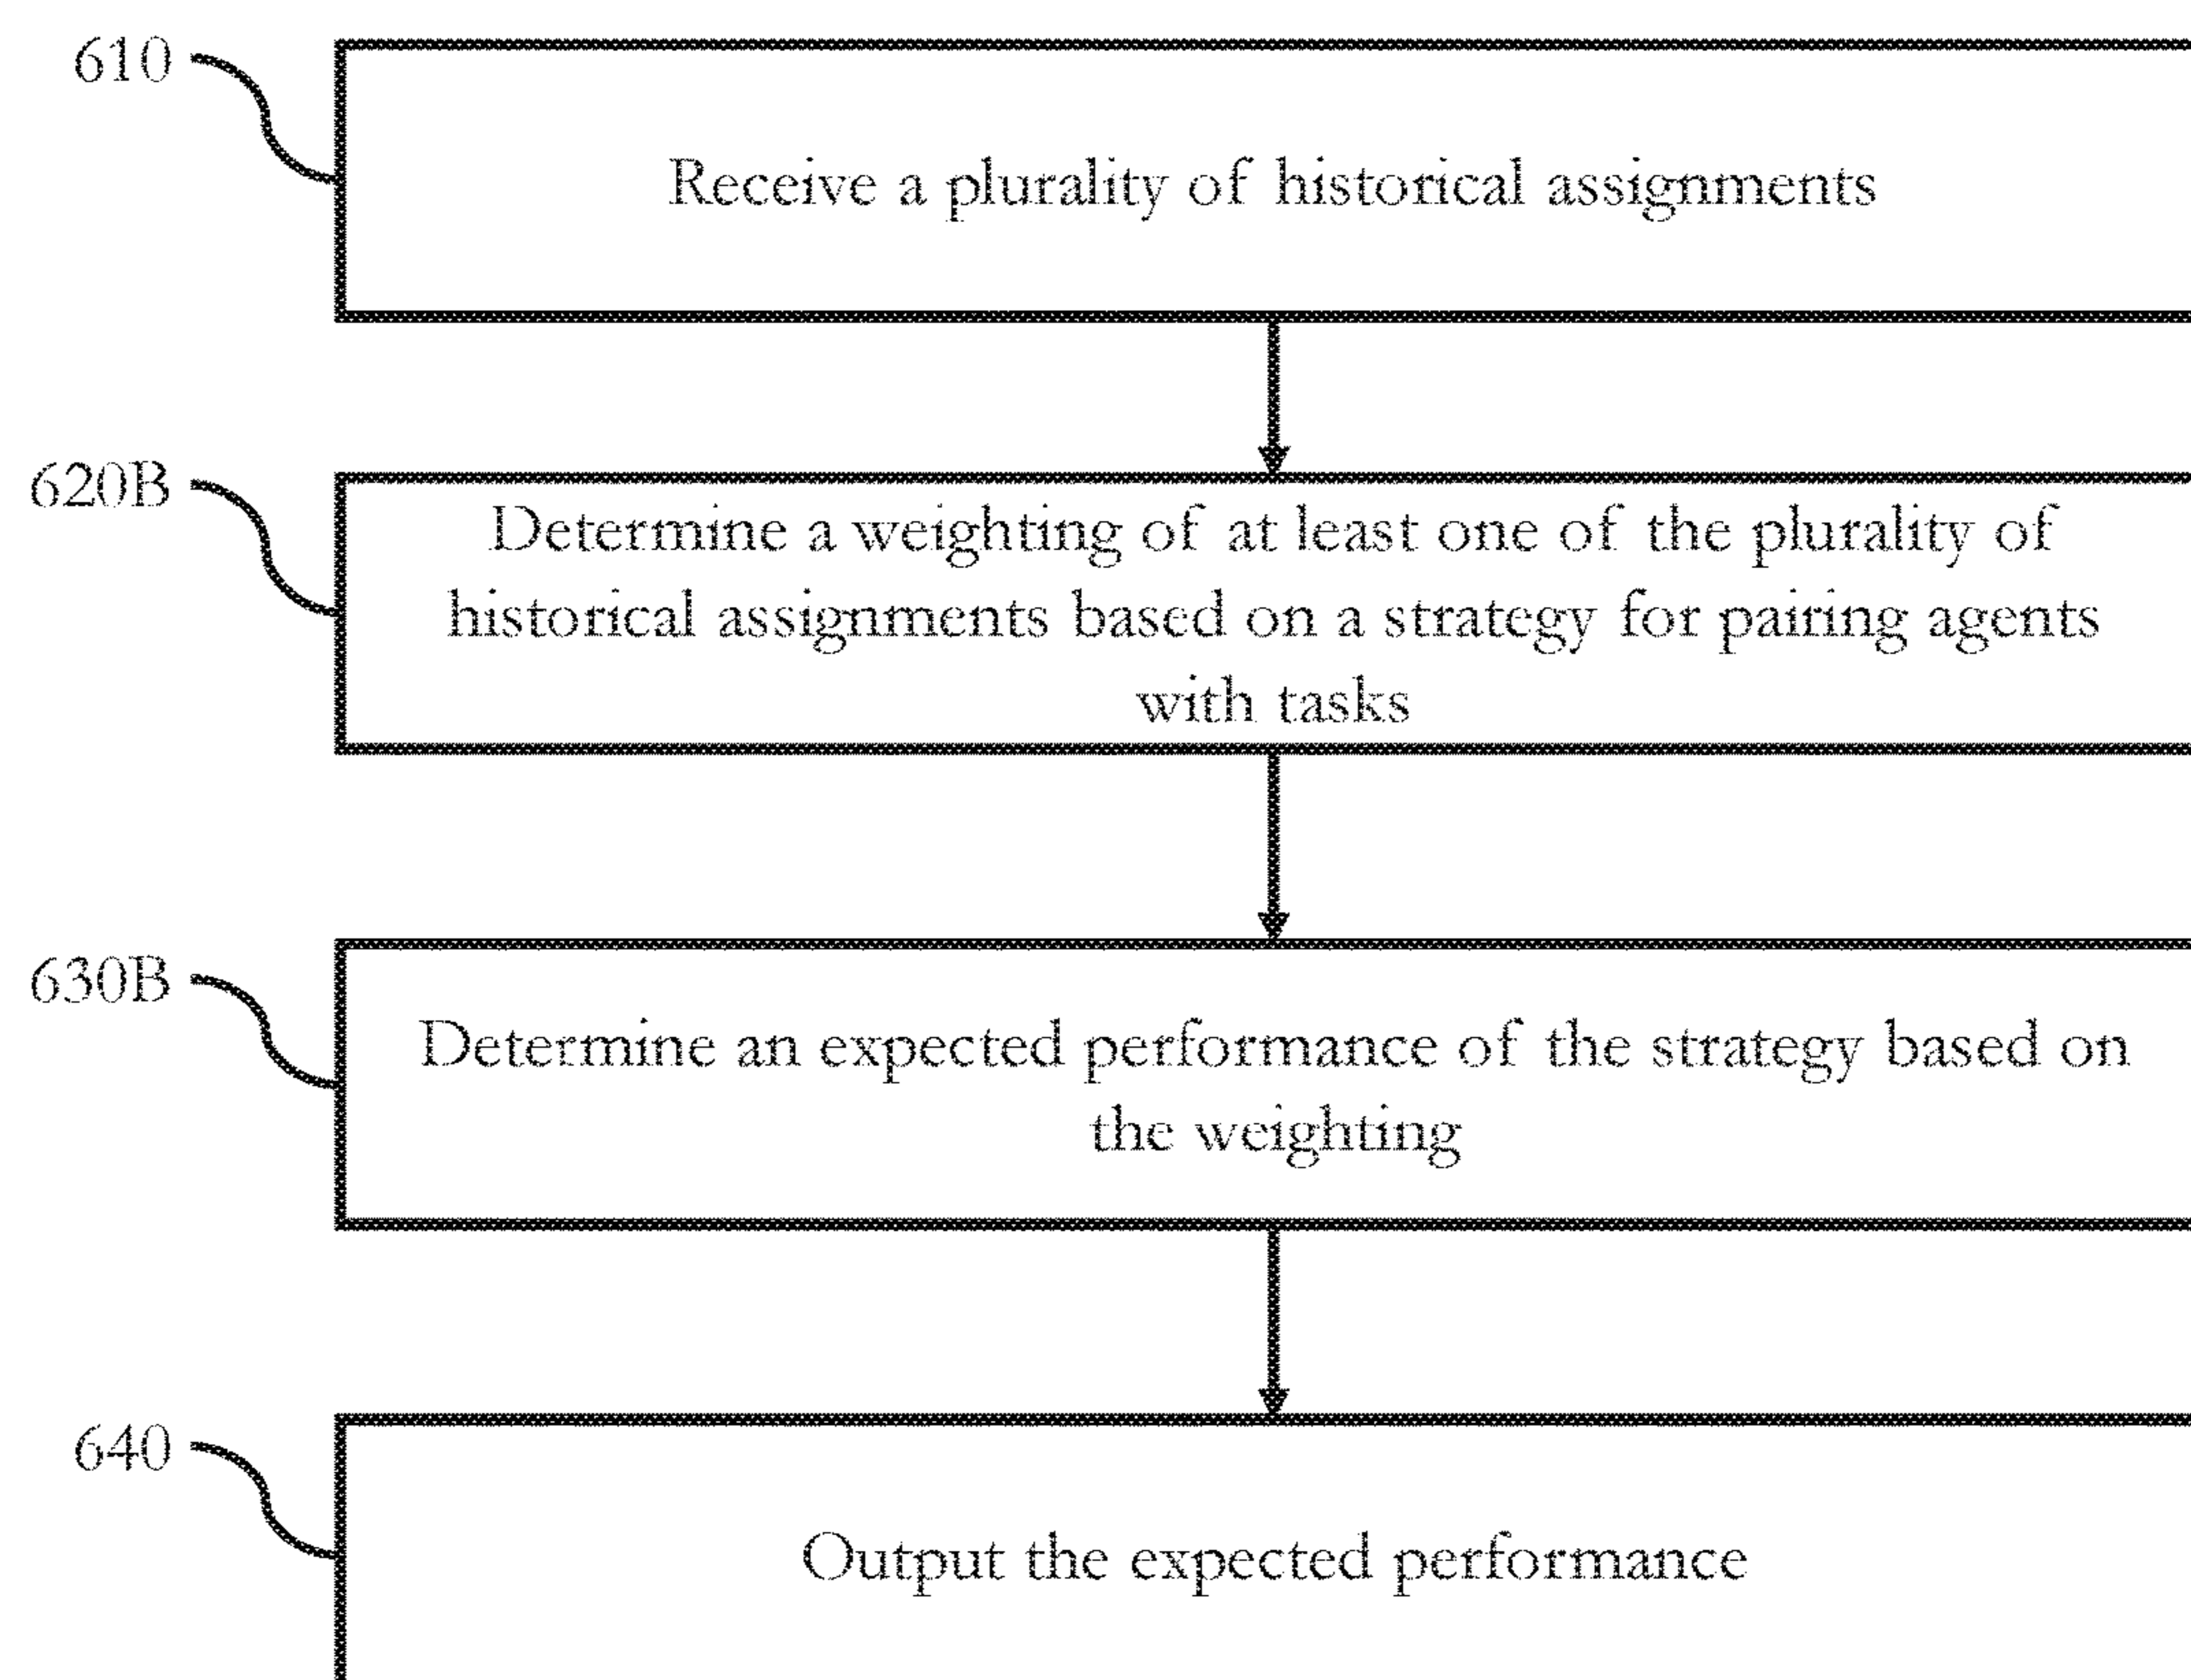 610
Receive a plurality of historical assignments
620B
Determine a weighting of at least one of the plurality of
historical assignments based on a strategy for pairing agents
with tasks
630B
Determine an expected performance of the strategy based on
the weighting
640
Output the expected performance